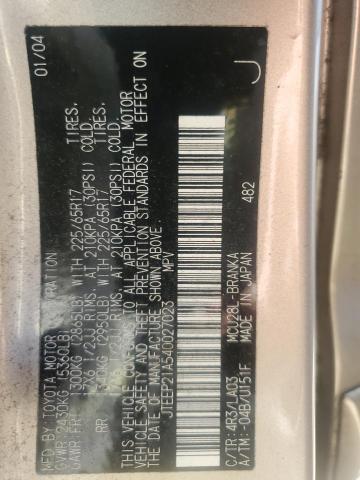 MFD. BY: TOYOTA MOTOR CORPORATION 01/04
GVWR: 2430KG (5360LB)
GAWR: FRT. 1300KG (2865LB) WITH 225/65R17 TIRES,
17X6 1/2JJ RIMS, AT 210KPA (30PSI) COLD.
RR. 1300KG (2950LB) WITH 225/65R17 TIRES,
17X6 1/2JJ RIMS, AT 210KPA (30PSI) COLD.
THIS VEHICLE CONFORMS TO ALL APPLICABLE FEDERAL MOTOR
VEHICLE SAFETY AND THEFT PREVENTION STANDARDS IN EFFECT ON
THE DATE OF MANUFACTURE SHOWN ABOVE.
JTEEP21A540027023 MPV
J
482
C/TR: 4R3/LA03 MCU28L-BRANKA
A/TM: -04B/U151F MADE IN JAPAN